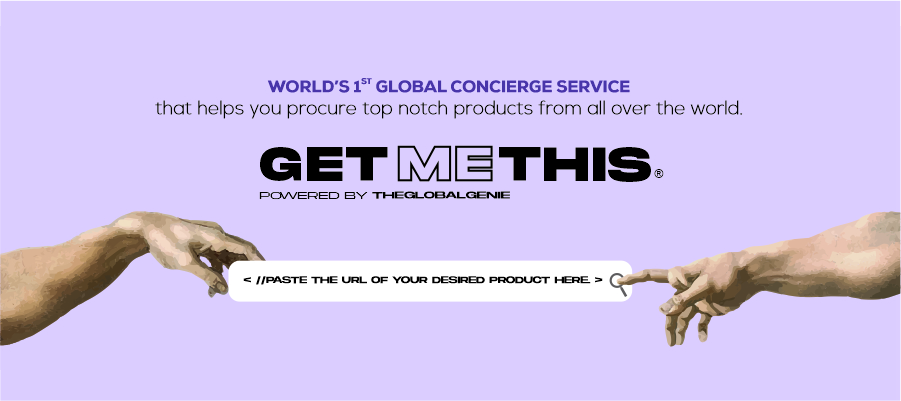 WORLD'S 1ST GLOBAL CONCIERGE SERVICE
that helps you procure top notch products from all over the world.
GET ME THIS®
POWERED BY THEGLOBALGENIE
< //PASTE THE URL OF YOUR DESIRED PRODUCT HERE. >